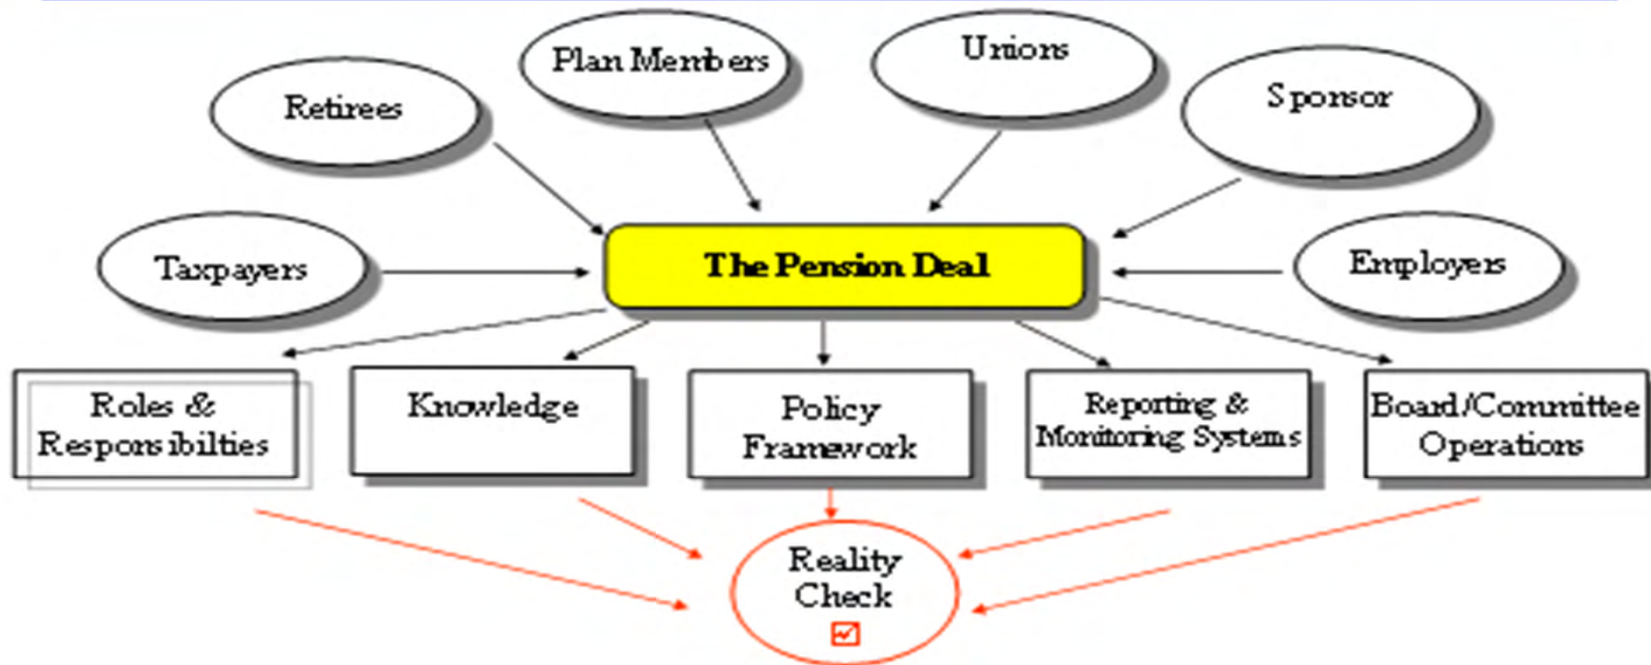 Plan Members
Unions
Retirees
Sponsor
Taxpayers
The Pension Deal
Employers
Roles &
Responsibilties
Knowledge
Policy
Framework
Reporting &
Monitoring Systems
Board/Committee
Operations
Reality
Check